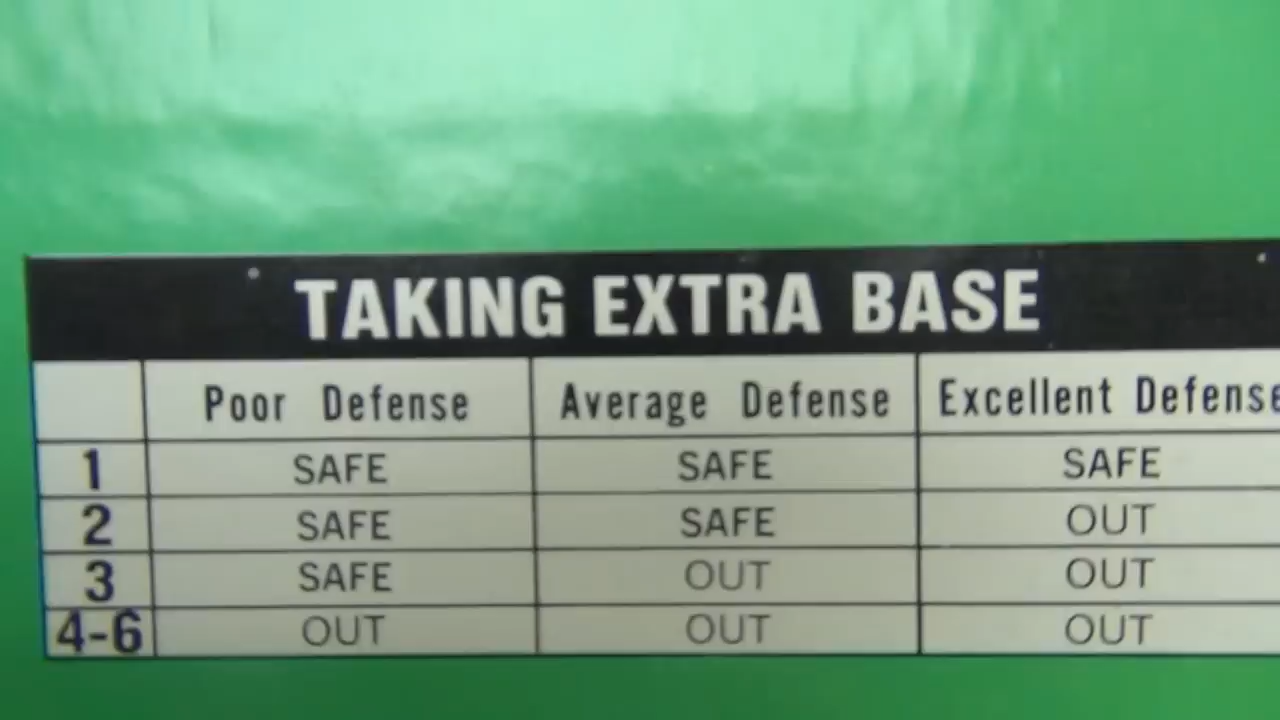 TAKING EXTRA BASE
Poor Defense Average Defense Excellent Defense
1 SAFE SAFE SAFE
2 SAFE SAFE OUT
3 SAFE OUT OUT
4-6 OUT OUT OUT